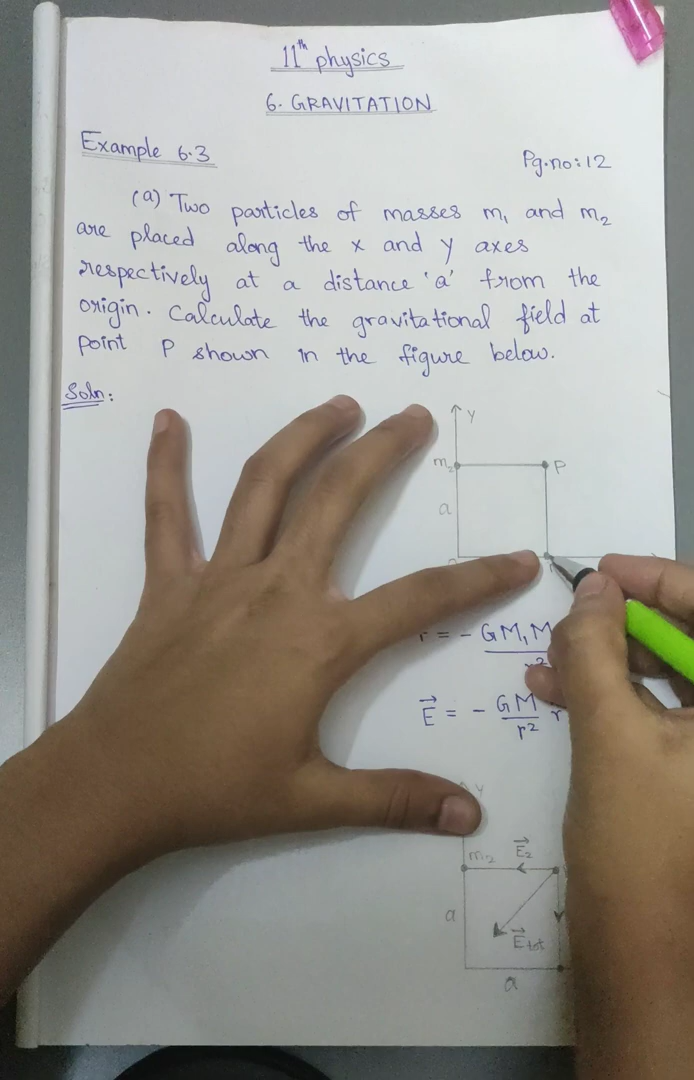 11th physics
6. GRAVITATION
Example 6.3
Pg.no:12
(a) Two particles of masses m₁ and m₂
are placed along the x and y axes
respectively at a distance 'a' from the
origin. Calculate the gravitational field at
point P shown in the figure below.
Soln:
y
m₂
P
a
= - GM₁M
r²
E⃗ = - GM
r²
r
y
m₂
E⃗₂
a
E⃗tot
a